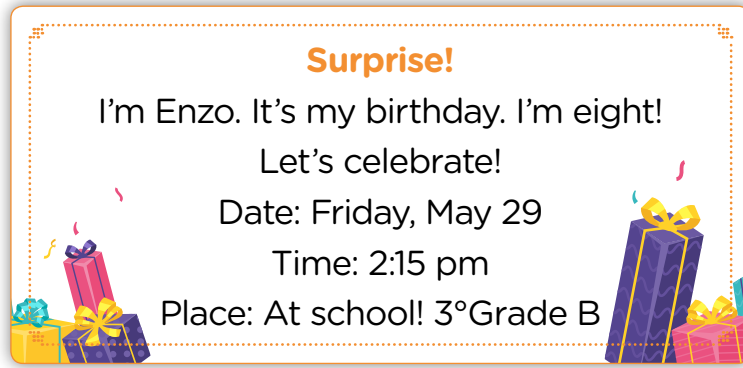 Surprise!
I’m Enzo. It’s my birthday. I’m eight!
Let’s celebrate!
Date: Friday, May 29
Time: 2:15 pm
Place: At school! 3°Grade B